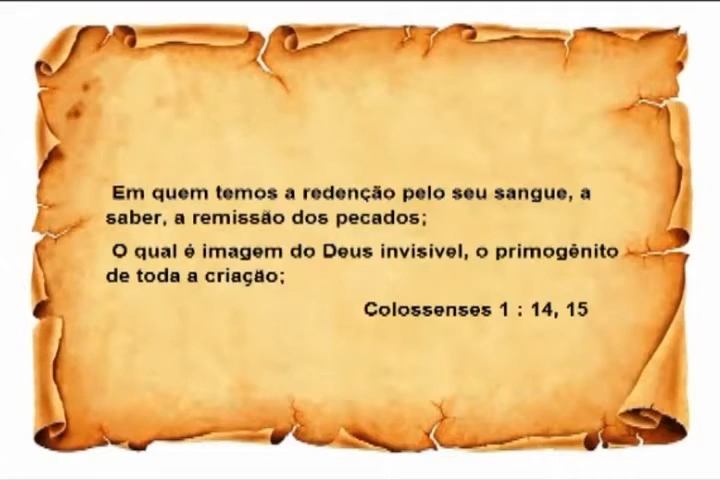 Em quem temos a redenção pelo seu sangue, a
saber, a remissão dos pecados;
O qual é imagem do Deus invisivel, o primogênito
de toda a criação;
Colossenses 1 : 14, 15